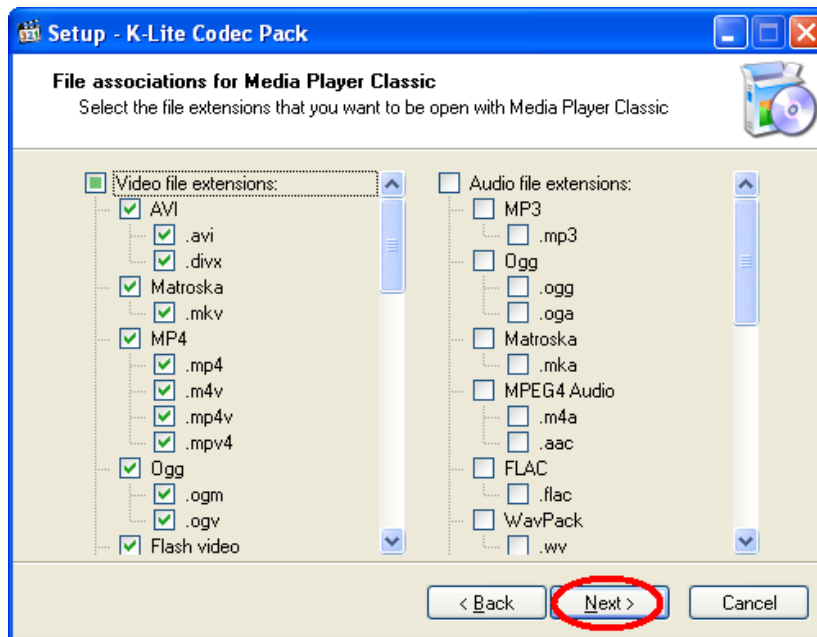 Setup - K-Lite Codec Pack
File associations for Media Player Classic
Select the file extensions that you want to be open with Media Player Classic
Video file extensions:
AVI
.avi
.divx
Matroska
.mkv
MP4
.mp4
.m4v
.mp4v
.mpv4
Ogg
.ogm
.ogv
Flash video
Audio file extensions:
MP3
.mp3
Ogg
.ogg
.oga
Matroska
.mka
MPEG4 Audio
.m4a
.aac
FLAC
.flac
WavPack
.wv
< Back
Next >
Cancel